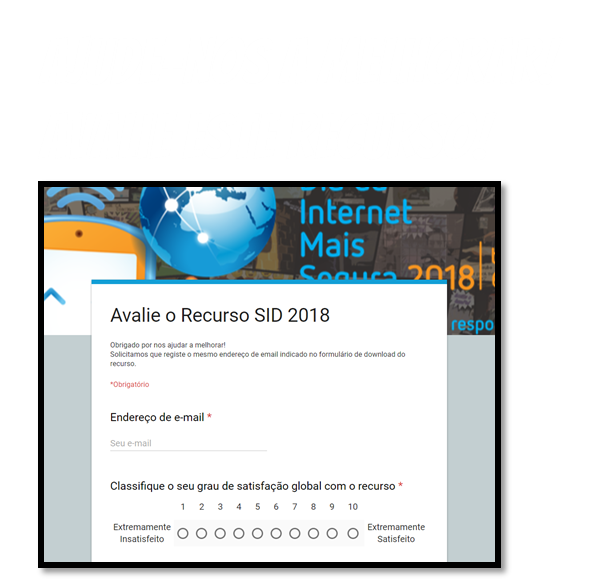 Dia da
Internet
Mais
Segura 2018
respo
Avalie o Recurso SID 2018
Obrigado por nos ajudar a melhorar!
Solicitamos que registe o mesmo endereço de email indicado no formulário de download do
recurso.
*Obrigatório
Endereço de e-mail *
Seu e-mail
Classifique o seu grau de satisfação global com o recurso *
1 2 3 4 5 6 7 8 9 10
Extremamente
Insatisfeito
Extremamente
Satisfeito